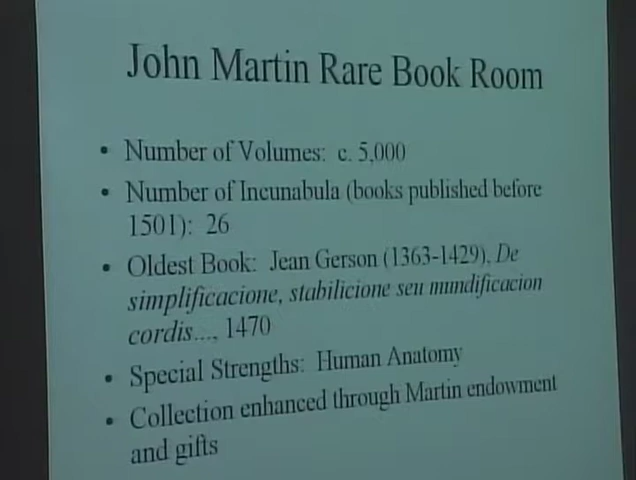 John Martin Rare Book Room
• Number of Volumes: c. 5,000
• Number of Incunabula (books published before
1501): 26
• Oldest Book: Jean Gerson (1363-1429), De
simplificacione, stabilicione seu mundificacion
cordis..., 1470
• Special Strengths: Human Anatomy
• Collection enhanced through Martin endowment
and gifts